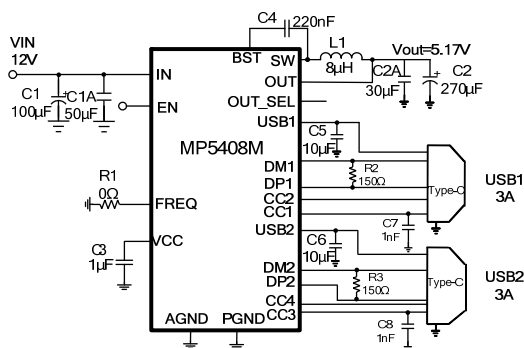 C4
220nF
VIN
12V
BST
SW
L1
8µH
Vout=5.17V
IN
OUT
C2A
30µF
C2
270µF
C1
100µF
C1A
50µF
EN
OUT_SEL
USB1
C5
10µF
MP5408M
DM1
R2
150Ω
DP1
Type-C
USB1
3A
R1
0Ω
FREQ
CC2
CC1
C7
1nF
USB2
C6
10µF
VCC
C3
1µF
DM2
DP2
R3
150Ω
Type-C
USB2
3A
CC4
CC3
C8
1nF
AGND
PGND